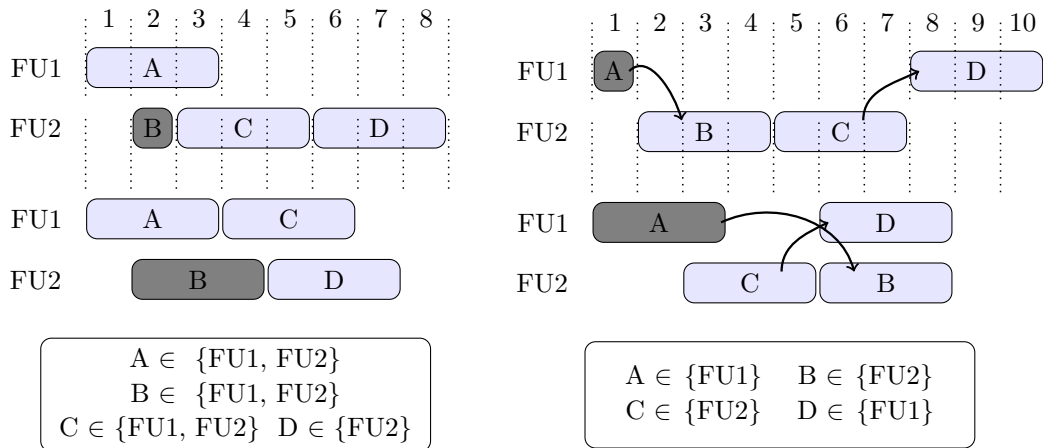 1 2 3 4 5 6 7 8
FU1 A
FU2 B C D
FU1 A C
FU2 B D
A ∈ {FU1, FU2}
B ∈ {FU1, FU2}
C ∈ {FU1, FU2} D ∈ {FU2}
1 2 3 4 5 6 7 8 9 10
FU1 A D
FU2 B C
FU1 A D
FU2 C B
A ∈ {FU1} B ∈ {FU2}
C ∈ {FU2} D ∈ {FU1}